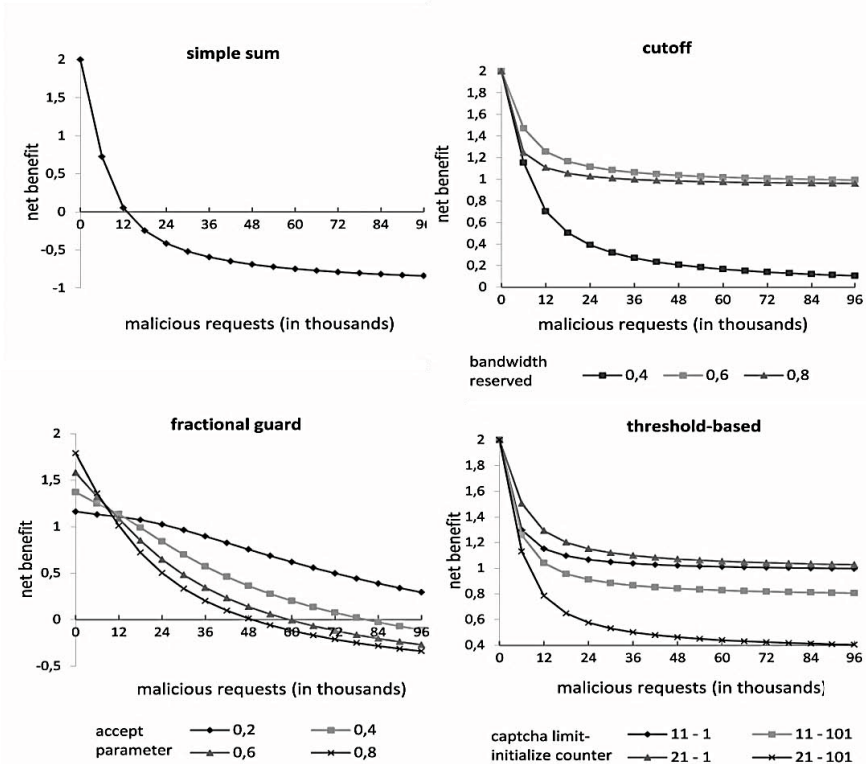 simple sum
2
1,5
1
0,5
0
-0,5
-1
net benefit
0 12 24 36 48 60 72 84 96
malicious requests (in thousands)
cutoff
2
1,8
1,6
1,4
1,2
1
0,8
0,6
0,4
0,2
0
net benefit
0 12 24 36 48 60 72 84 96
malicious requests (in thousands)
bandwidth
reserved
0,4 0,6 0,8
fractional guard
2
1,5
1
0,5
0
-0,5
net benefit
0 12 24 36 48 60 72 84 96
malicious requests (in thousands)
accept
parameter
0,2 0,4
0,6 0,8
threshold-based
2
1,8
1,6
1,4
1,2
1
0,8
0,6
0,4
net benefit
0 12 24 36 48 60 72 84 96
malicious requests (in thousands)
captcha limit-
initialize counter
11 - 1 11 - 101
21 - 1 21 - 101